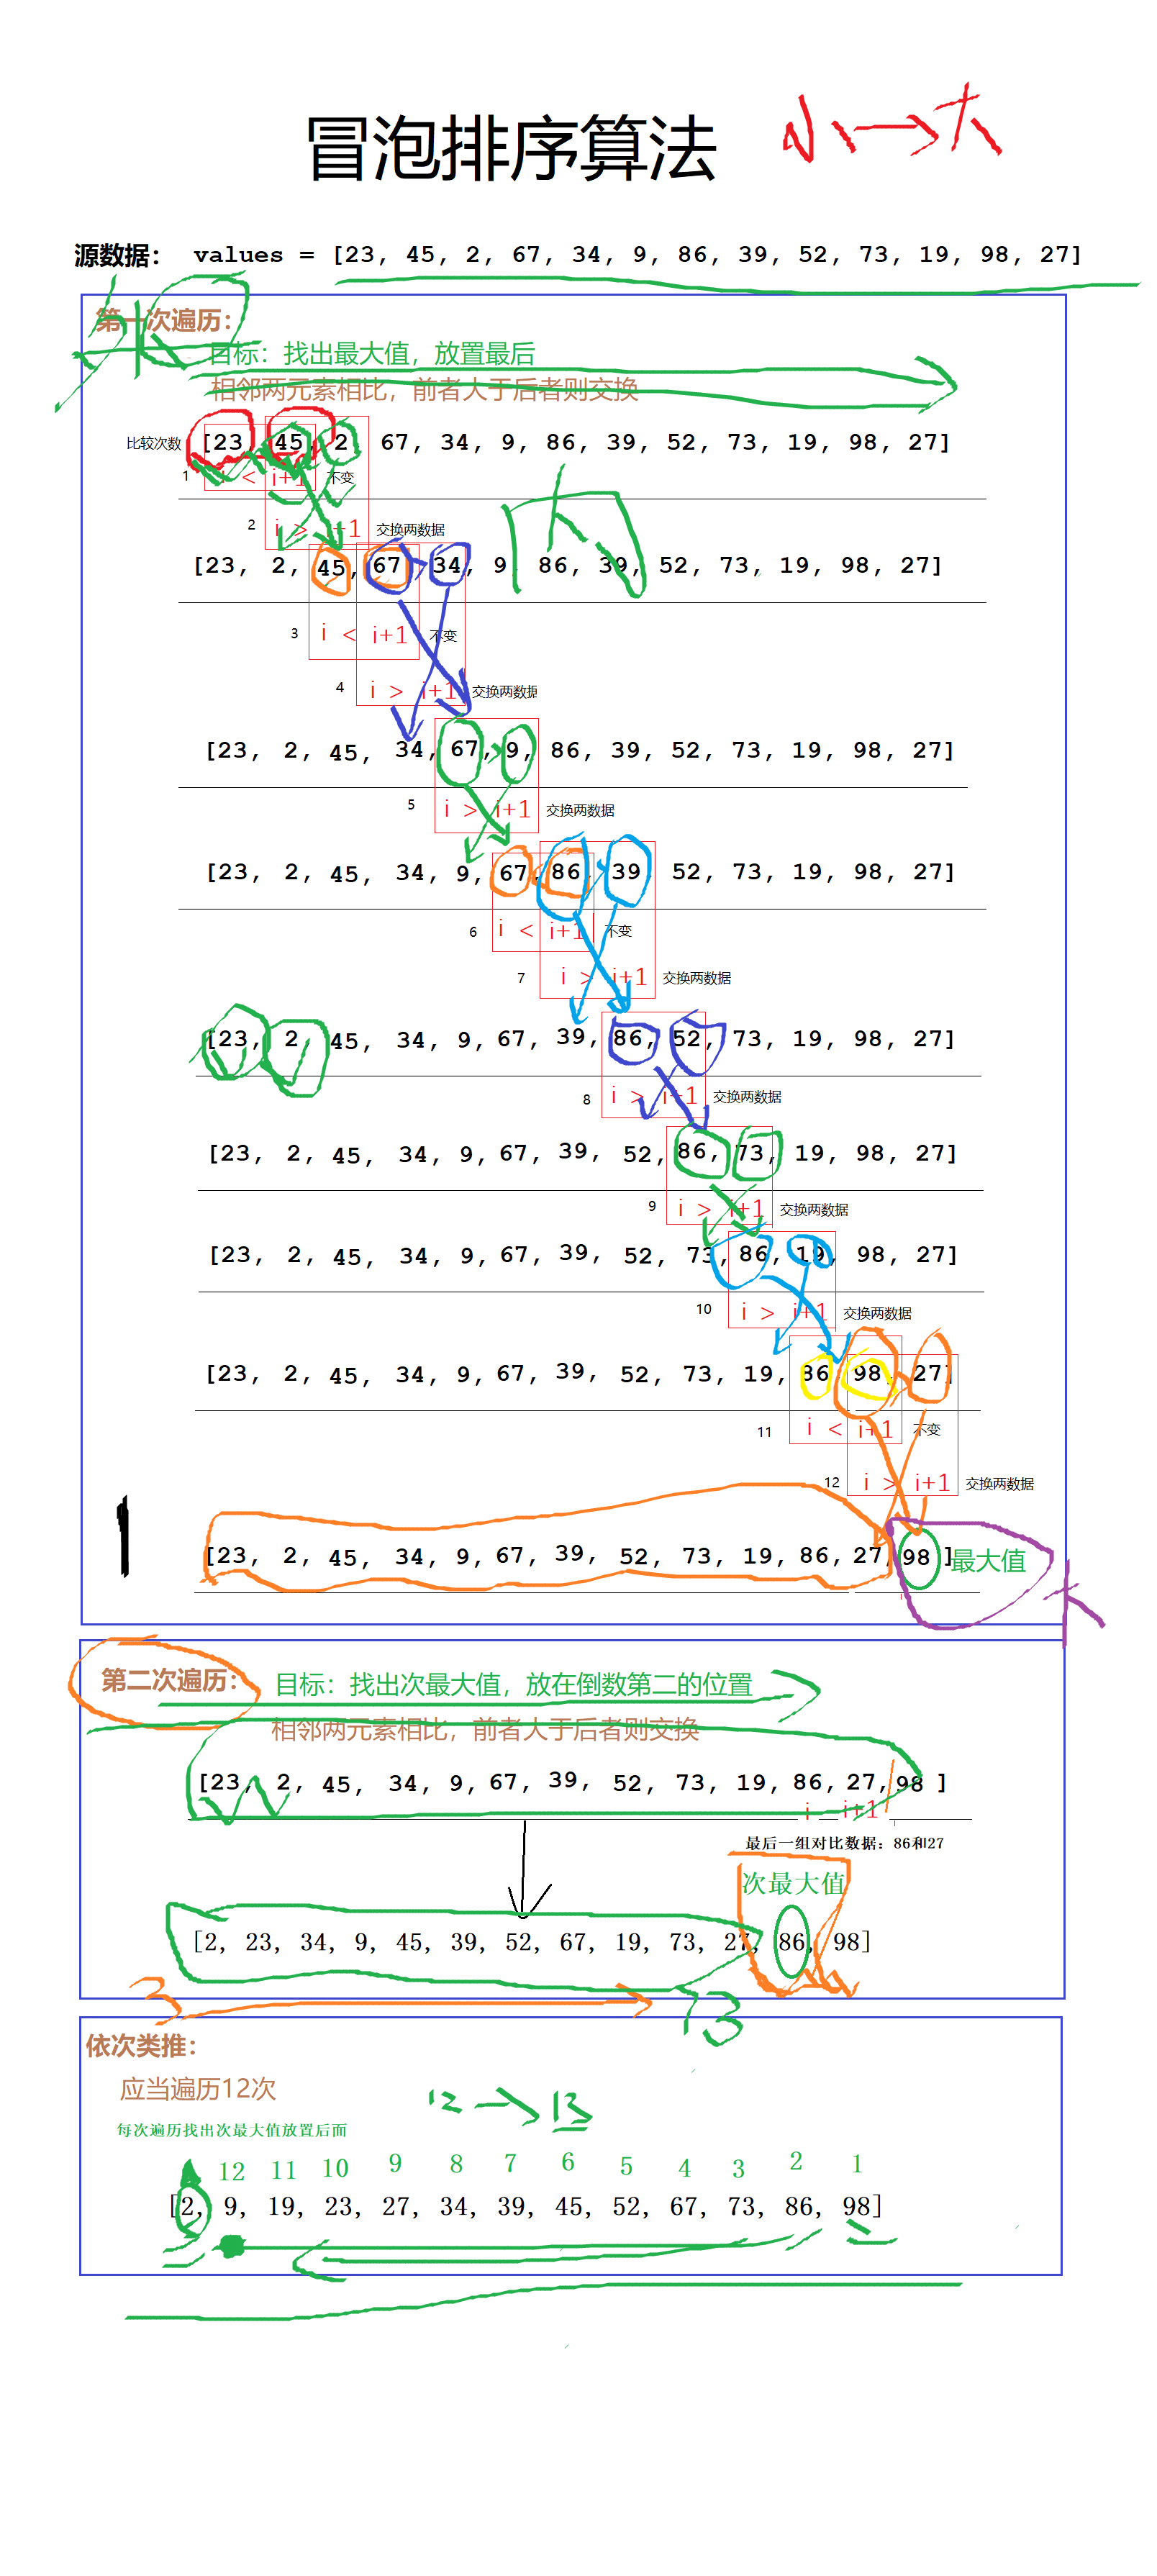 冒泡排序算法 小→大
源数据: values = [23, 45, 2, 67, 34, 9, 86, 39, 52, 73, 19, 98, 27]
第一次遍历:
目标：找出最大值，放置最后
相邻两元素相比，前者大于后者则交换
比较次数 [23, 45, 2, 67, 34, 9, 86, 39, 52, 73, 19, 98, 27]
1 i < i+1 不变
2 i > i+1 交换两数据
大
[23, 2, 45, 67, 34, 9 86, 39, 52, 73, 19, 98, 27]
3 i < i+1 不变
4 i > i+1 交换两数据
[23, 2, 45, 34, 67, 9, 86, 39, 52, 73, 19, 98, 27]
5 i > i+1 交换两数据
[23, 2, 45, 34, 9, 67, 86, 39, 52, 73, 19, 98, 27]
6 i < i+1 不变
7 i > i+1 交换两数据
[23, 2, 45, 34, 9, 67, 39, 86, 52, 73, 19, 98, 27]
8 i > i+1 交换两数据
[23, 2, 45, 34, 9, 67, 39, 52, 86, 73, 19, 98, 27]
9 i > i+1 交换两数据
[23, 2, 45, 34, 9, 67, 39, 52, 73, 86, 19, 98, 27]
10 i > i+1 交换两数据
[23, 2, 45, 34, 9, 67, 39, 52, 73, 19, 86, 98, 27]
11 i < i+1 不变
12 i > i+1 交换两数据
1
[23, 2, 45, 34, 9, 67, 39, 52, 73, 19, 86, 27, 98 ] 最大值
第二次遍历:
目标：找出次最大值，放在倒数第二的位置
相邻两元素相比，前者大于后者则交换
[23, 2, 45, 34, 9, 67, 39, 52, 73, 19, 86, 27, 98 ]
i i+1
最后一组对比数据：86和27
次最大值
[2, 23, 34, 9, 45, 39, 52, 67, 19, 73, 27, 86, 98]
3
73
依次类推:
应当遍历12次
12 → 13
每次遍历找出次最大值放置后面
12 11 10 9 8 7 6 5 4 3 2 1
[2, 9, 19, 23, 27, 34, 39, 45, 52, 67, 73, 86, 98]